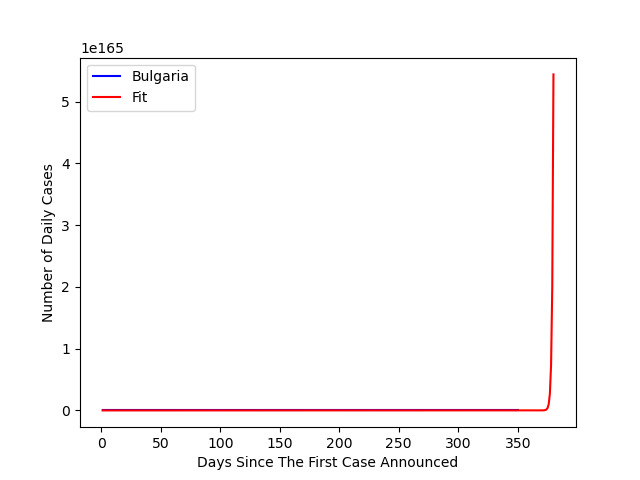 1e165
Bulgaria
Fit
5
4
3
2
1
0
Number of Daily Cases
0 50 100 150 200 250 300 350
Days Since The First Case Announced